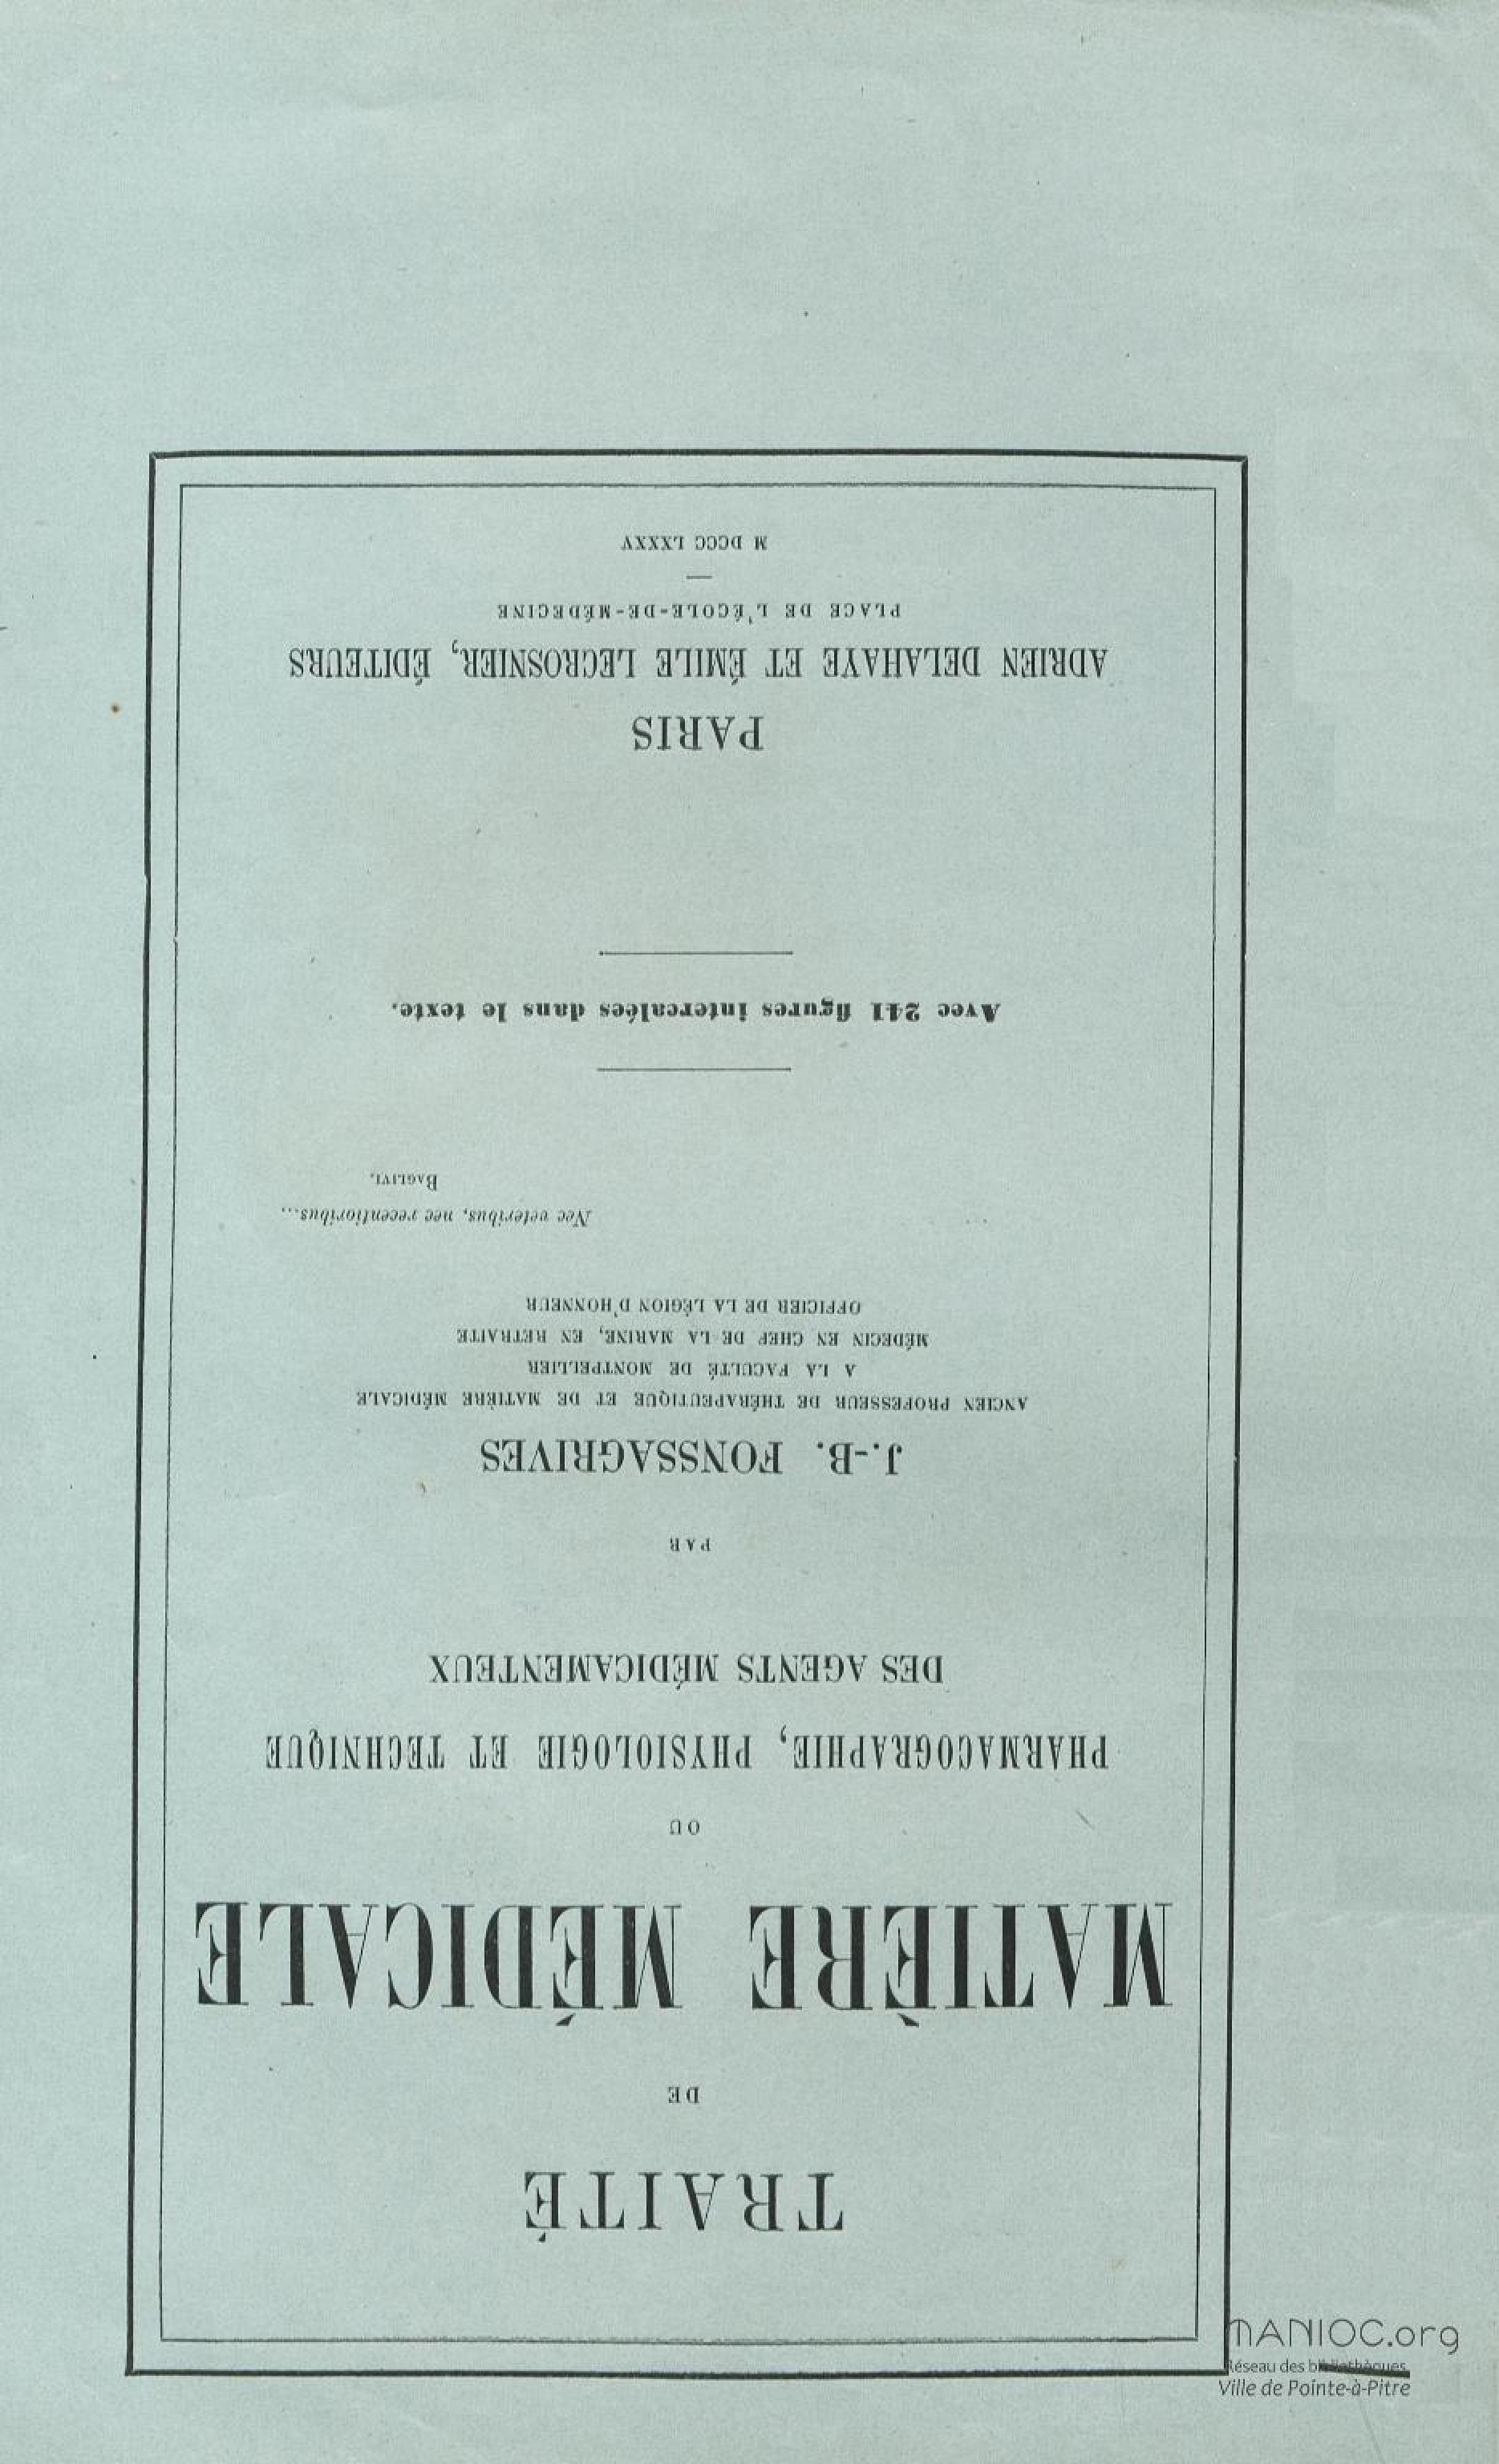 TRAITÉ
DE
MATIÈRE MÉDICALE
OU
PHARMACOGRAPHIE, PHYSIOLOGIE ET TECHNIQUE
DES AGENTS MÉDICAMENTEUX
PAR
J.-B. FONSSAGRIVES
ANCIEN PROFESSEUR DE THÉRAPEUTIQUE ET DE MATIÈRE MÉDICALE
A LA FACULTÉ DE MONTPELLIER
MÉDECIN EN CHEF DE LA MARINE, EN RETRAITE
OFFICIER DE LA LÉGION D'HONNEUR
Nec veteribus, nec recentioribus...
BAGLIVI.
Avec 241 figures intercalées dans le texte.
PARIS
ADRIEN DELAHAYE ET ÉMILE LECROSNIER, ÉDITEURS
PLACE DE L'ÉCOLE-DE-MÉDECINE
M DCCC LXXXV
MANIOC.org
Réseau des bibliothèques
Ville de Pointe-à-Pitre